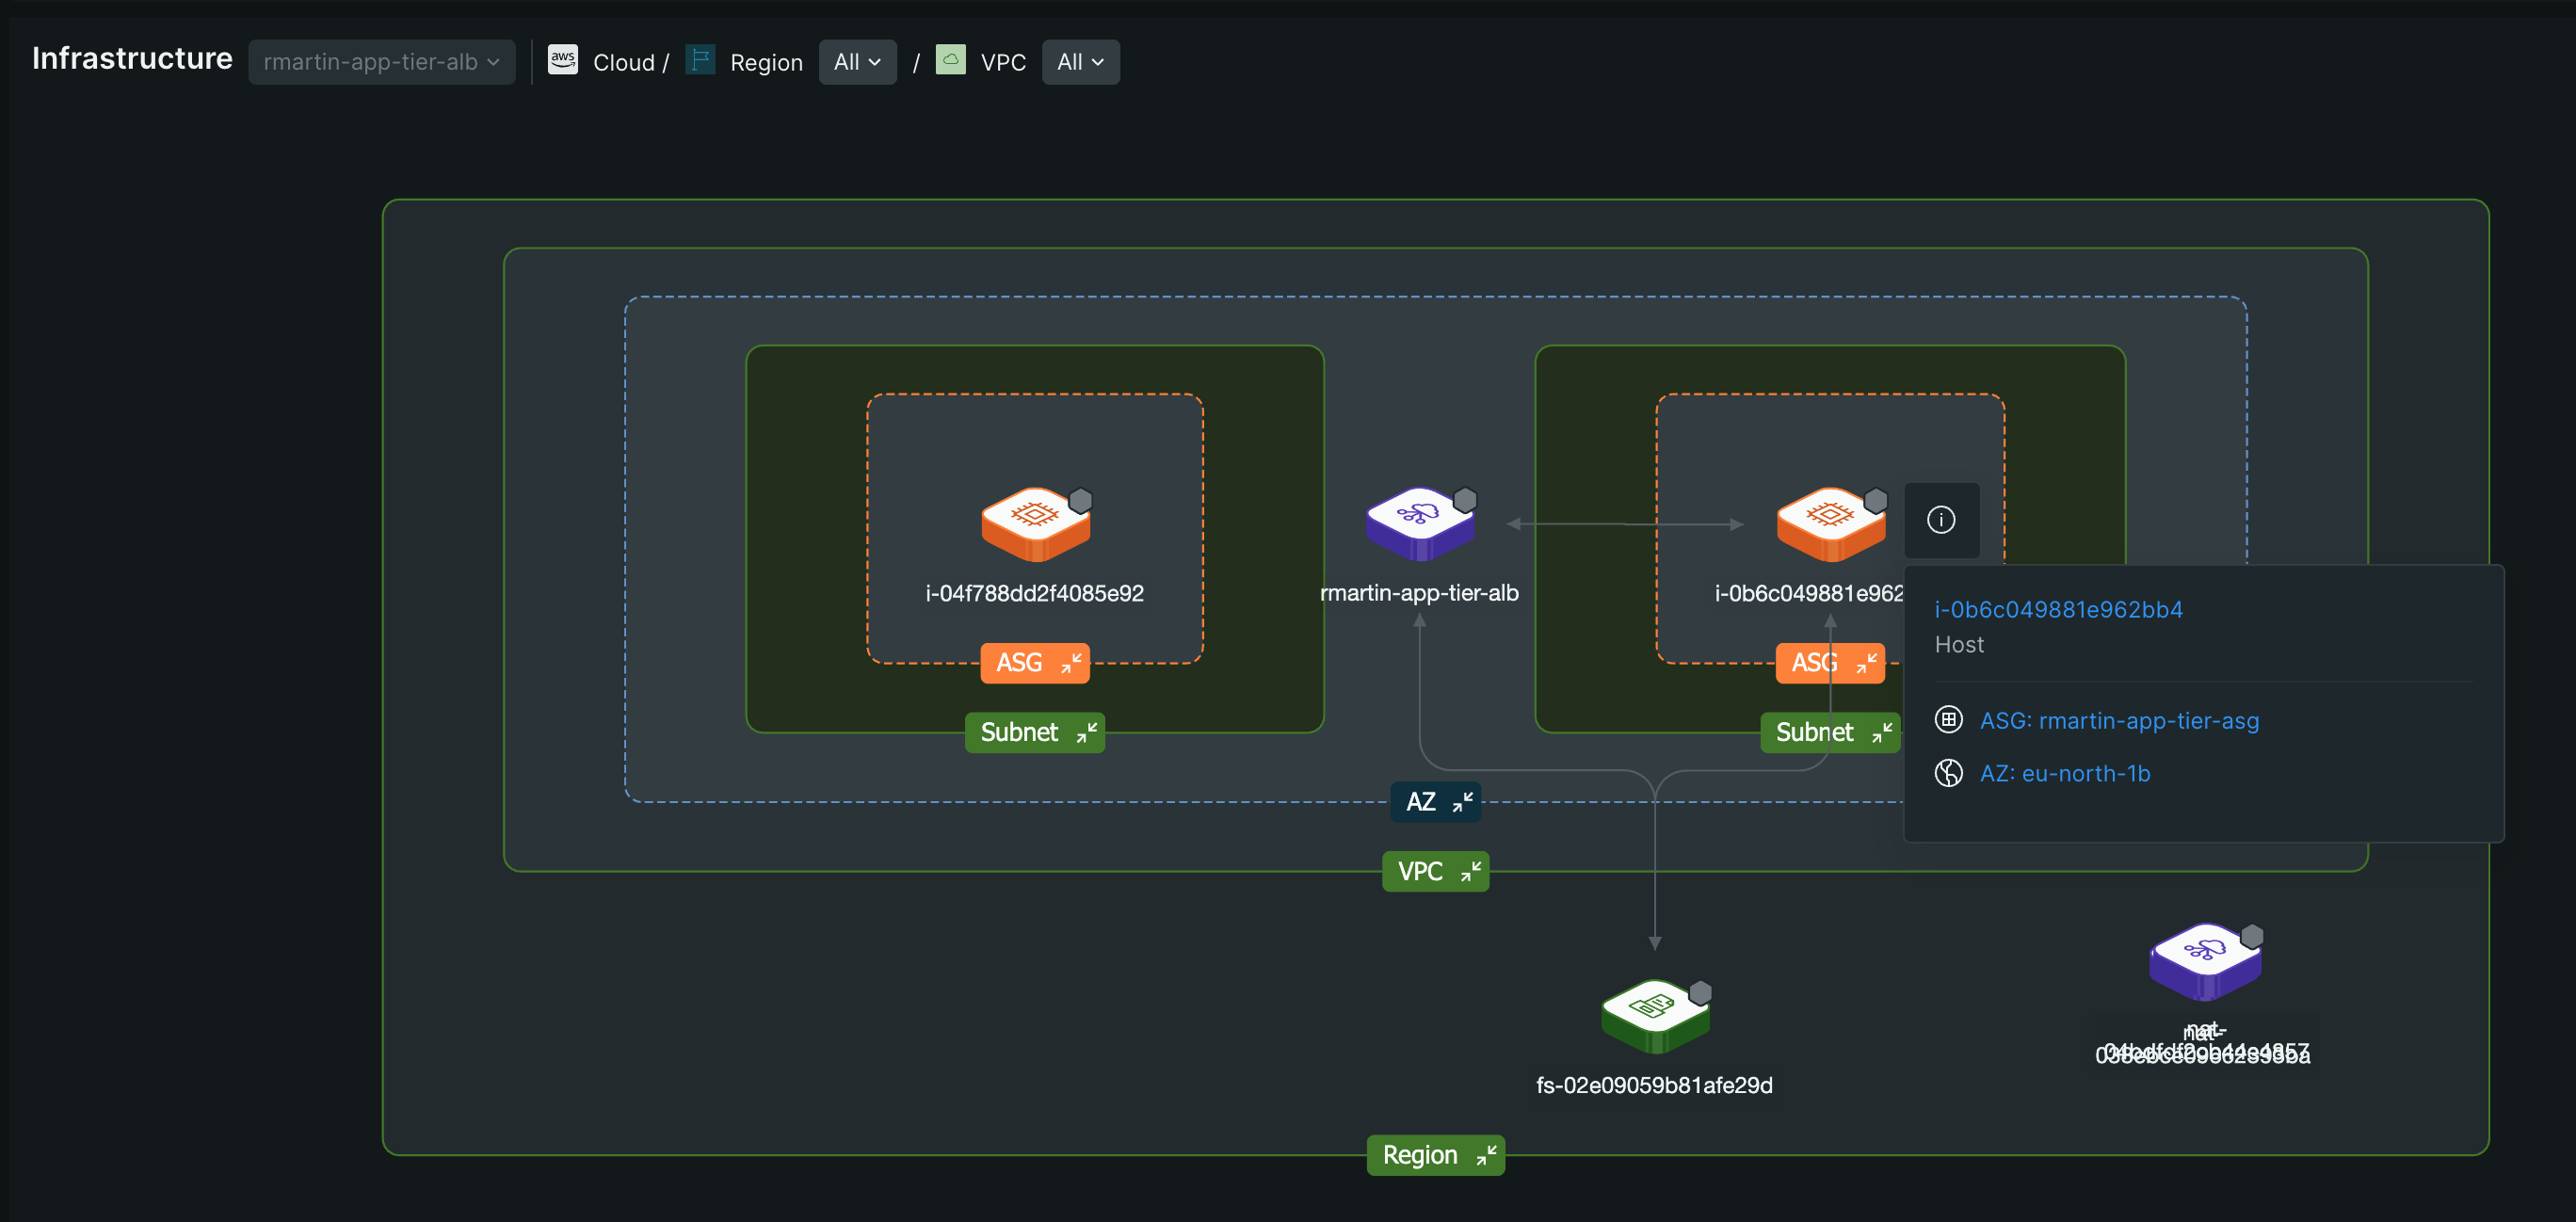 Infrastructure rmartin-app-tier-alb aws Cloud / Region All / VPC All
i-04f788dd2f4085e92
rmartin-app-tier-alb
i-0b6c049881e962
i-0b6c049881e962bb4
Host
ASG
ASG
ASG: rmartin-app-tier-asg
Subnet
Subnet
AZ: eu-north-1b
AZ
VPC
nat-
fs-02e09059b81afe29d
Region